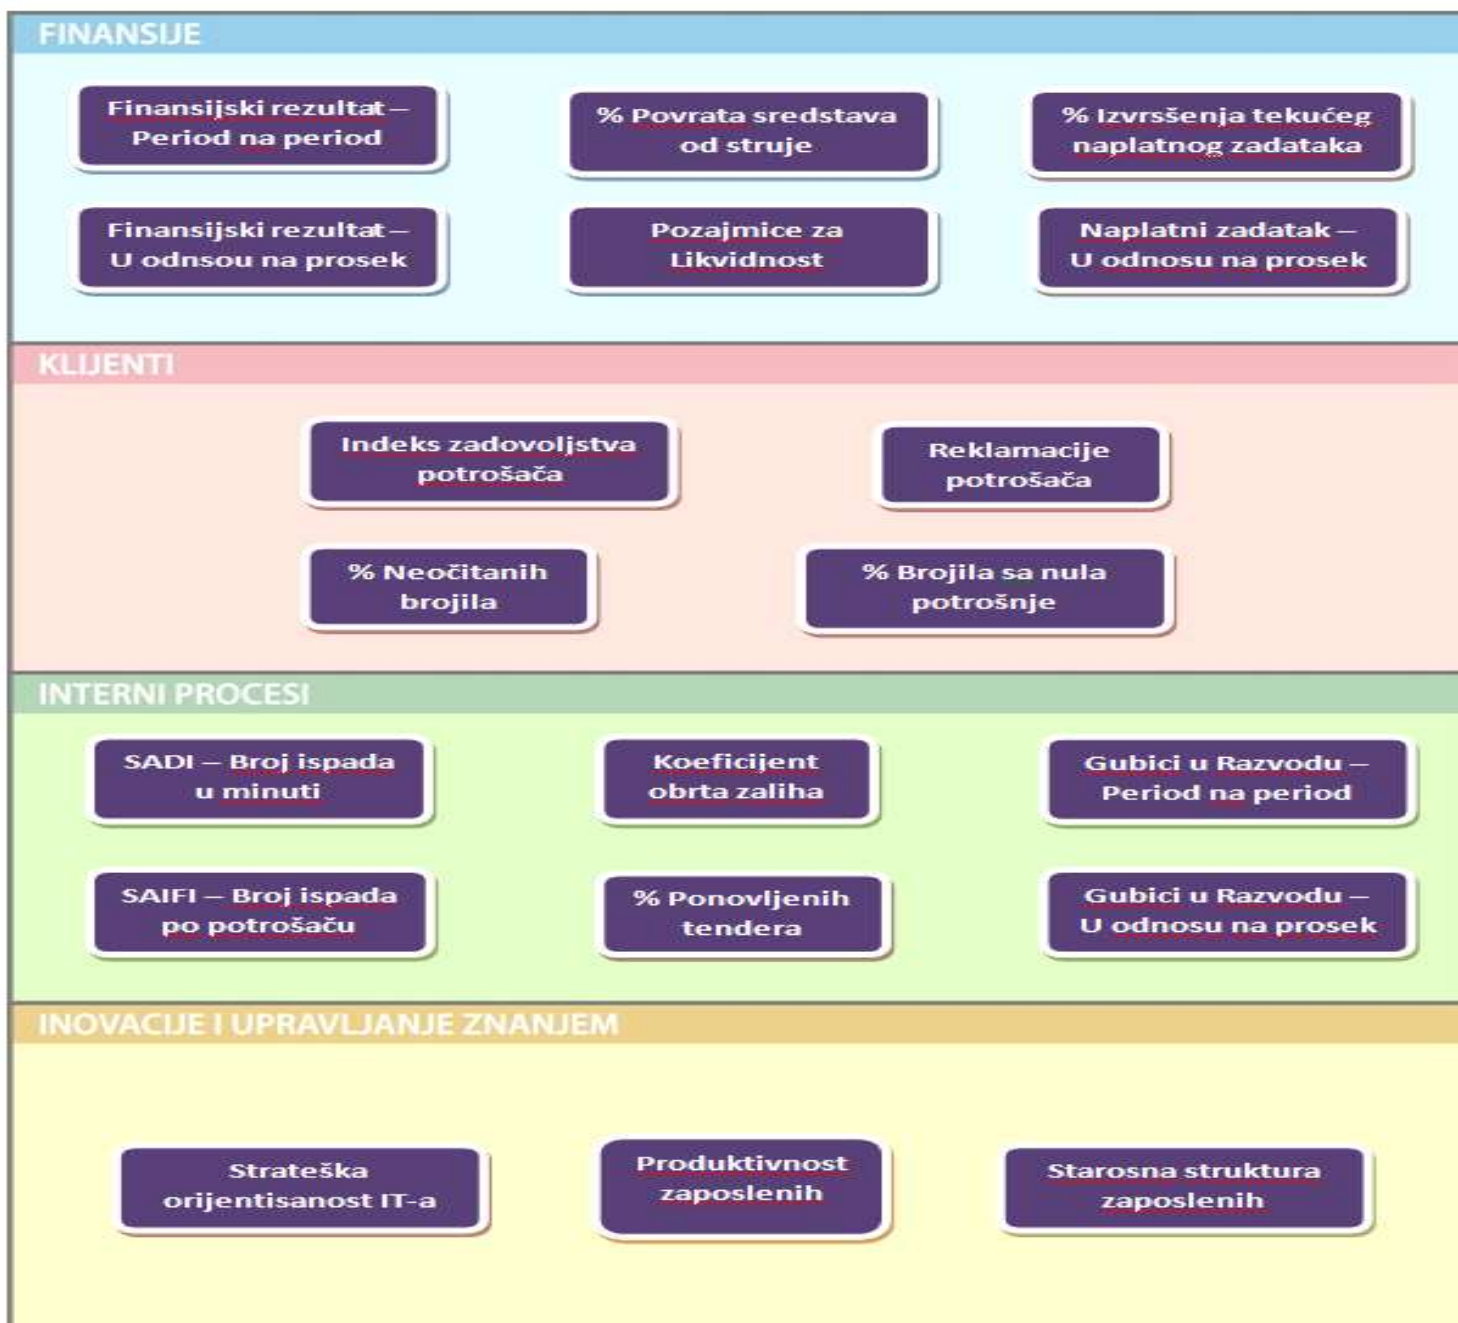 FINANSIJE
Finansijski rezultat –
Period na period
% Povrata sredstava
od struje
% Izvrsšenja tekućeg
naplatnog zadataka
Finansijski rezultat –
U odnsou na prosek
Pozajmice za
Likvidnost
Naplatni zadatak –
U odnosu na prosek
KLIJENTI
Indeks zadovoljstva
potrošača
Reklamacije
potrošača
% Neočitanih
brojila
% Brojila sa nula
potrošnje
INTERNI PROCESI
SADI – Broj ispada
u minuti
Koeficijent
obrta zaliha
Gubici u Razvodu –
Period na period
SAIFI – Broj ispada
po potrošaču
% Ponovljenih
tendera
Gubici u Razvodu –
U odnosu na prosek
INOVACIJE I UPRAVLJANJE ZNANJEM
Strateška
orijentisanost IT-a
Produktivnost
zaposlenih
Starosna struktura
zaposlenih